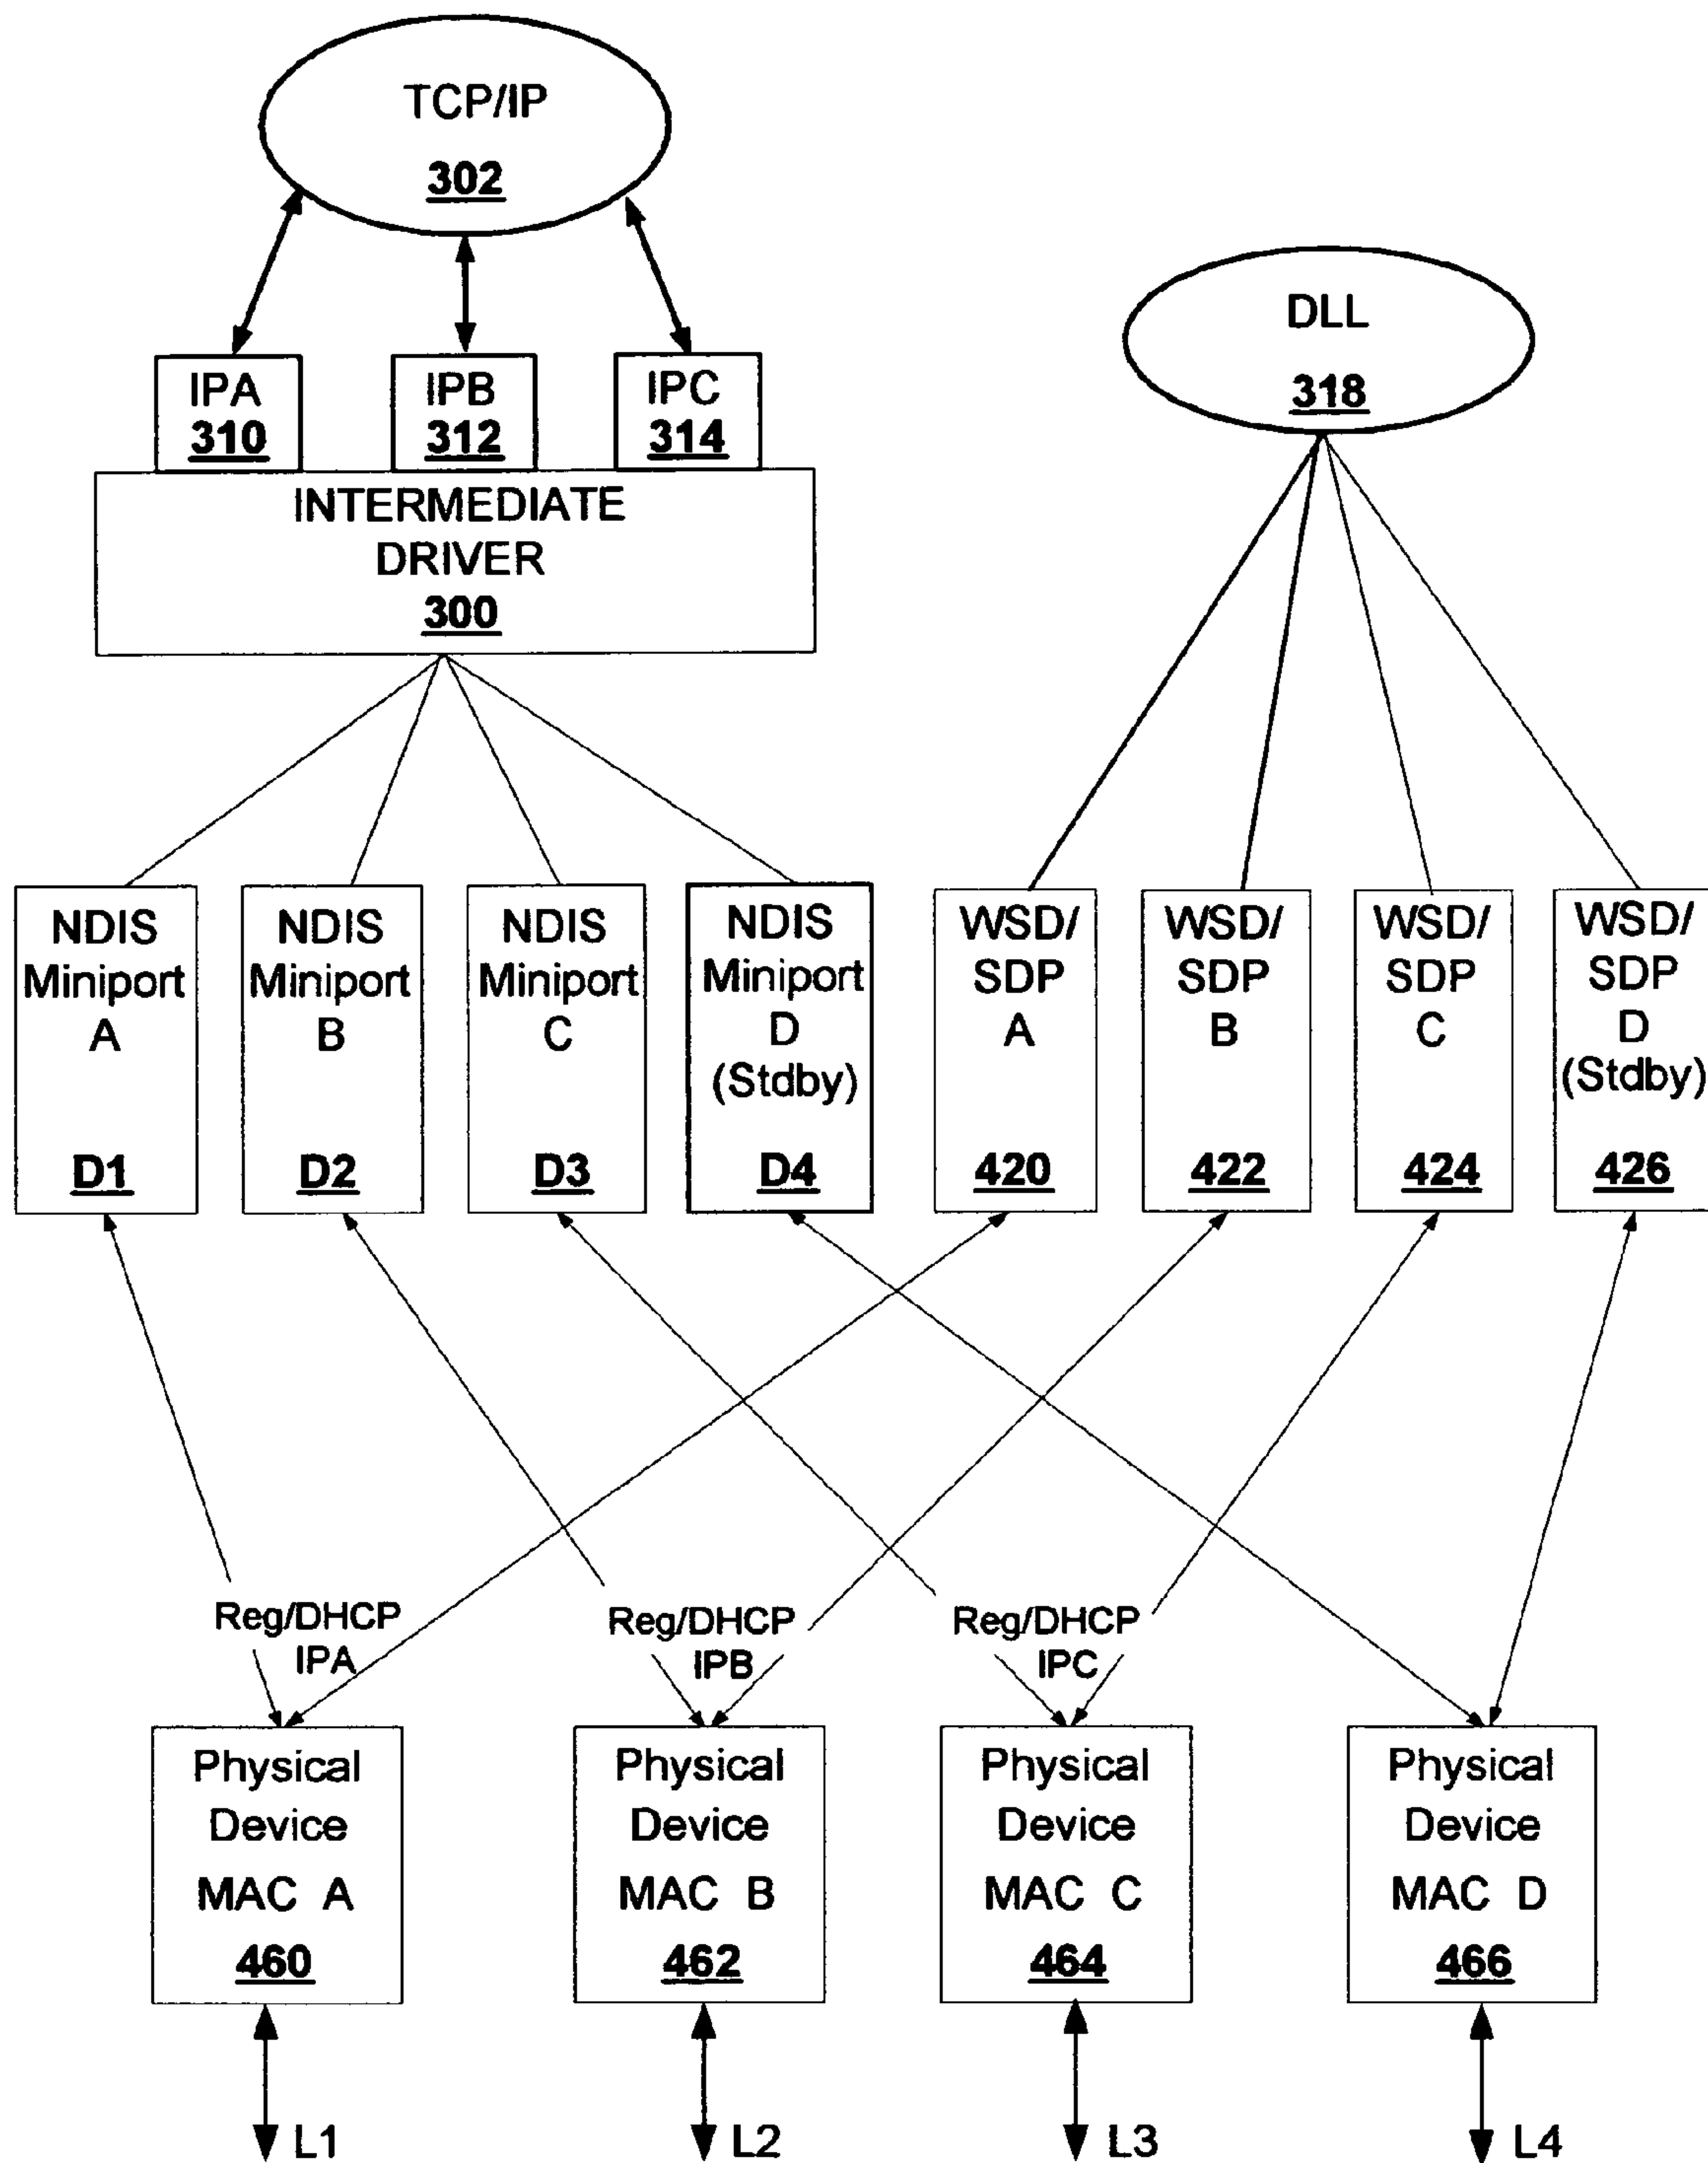 TCP/IP
302
DLL
318
IPA
310
IPB
312
IPC
314
INTERMEDIATE
DRIVER
300
NDIS
Miniport
A
D1
NDIS
Miniport
B
D2
NDIS
Miniport
C
D3
NDIS
Miniport
D
(Stdby)
D4
WSD/
SDP
A
420
WSD/
SDP
B
422
WSD/
SDP
C
424
WSD/
SDP
D
(Stdby)
426
Reg/DHCP
IPA
Reg/DHCP
IPB
Reg/DHCP
IPC
Physical
Device
MAC A
460
Physical
Device
MAC B
462
Physical
Device
MAC C
464
Physical
Device
MAC D
466
L1
L2
L3
L4